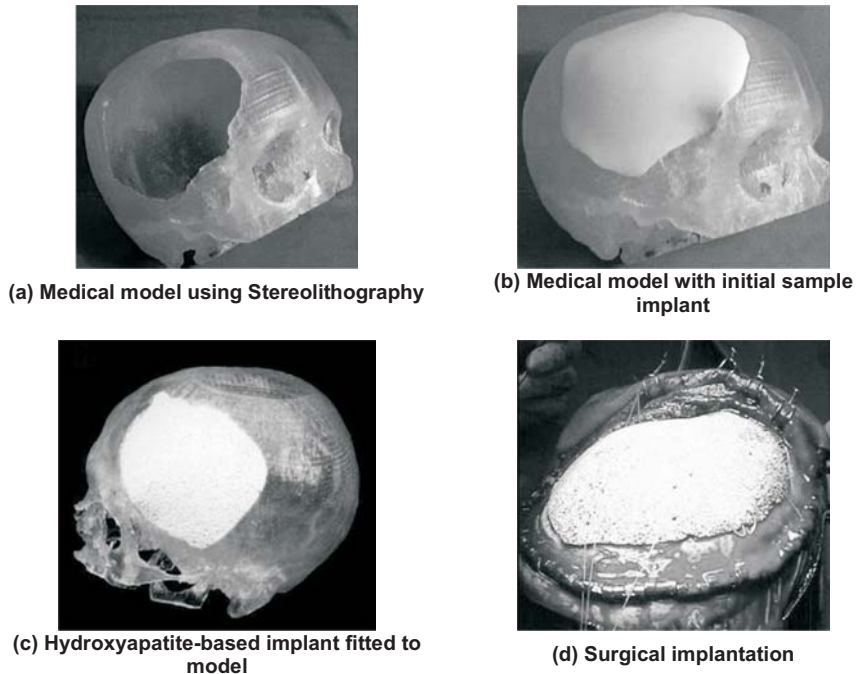 (a) Medical model using Stereolithography
(b) Medical model with initial sample
implant
(c) Hydroxyapatite-based implant fitted to
model
(d) Surgical implantation